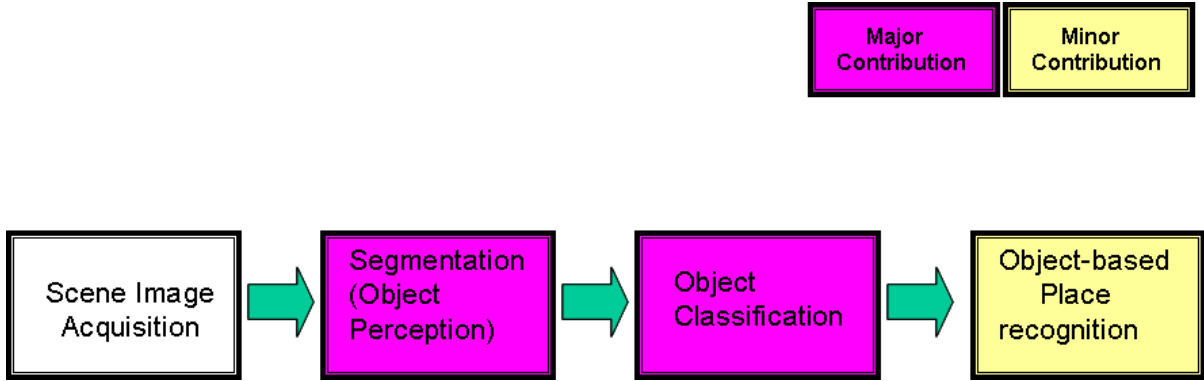 Major
Contribution
Minor
Contribution
Scene Image
Acquisition
Segmentation
(Object
Perception)
Object
Classification
Object-based
Place
recognition